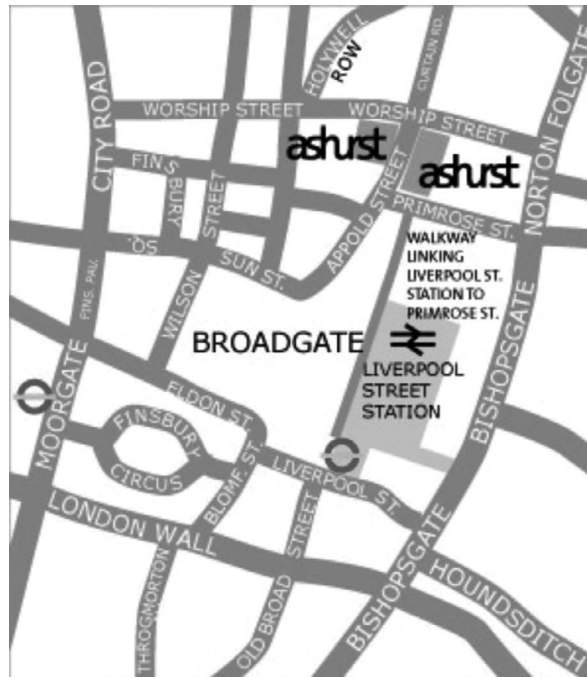 HOLYWELL
ROW
CURTAIN RD.
CITY ROAD
WORSHIP STREET
WORSHIP STREET
NORTON FOLGATE
ashurst
ashurst
FINSBURY
SQ.
WILSON
STREET
SUN ST.
APPOLD STREET
PRIMROSE ST.
WALKWAY
LINKING
LIVERPOOL ST.
STATION TO
PRIMROSE ST.
FINS. PAV.
MOORGATE
BROADGATE
LIVERPOOL
STREET
STATION
BISHOPSGATE
ELDON ST.
FINSBURY
CIRCUS
BLOMF. ST.
LIVERPOOL ST.
LONDON WALL
THROGMORTON
OLD BROAD
STREET
BISHOPSGATE
HOUNDSDITCH